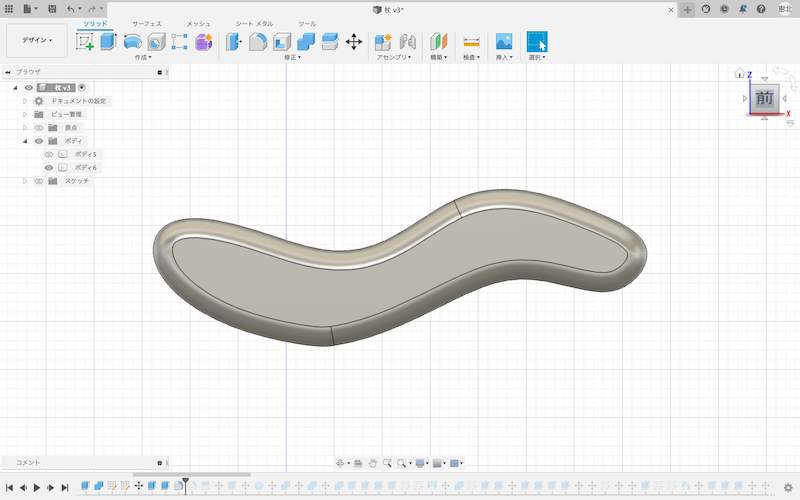 杖 v3*
樹北
ソリッド サーフェス メッシュ シート メタル ツール
デザイン
作成 修正 アセンブリ 構築 検査 挿入 選択
ブラウザ
杖 v3
ドキュメントの設定
ビュー管理
原点
ボディ
ボディ5
ボディ6
スケッチ
Z
前
X
コメント